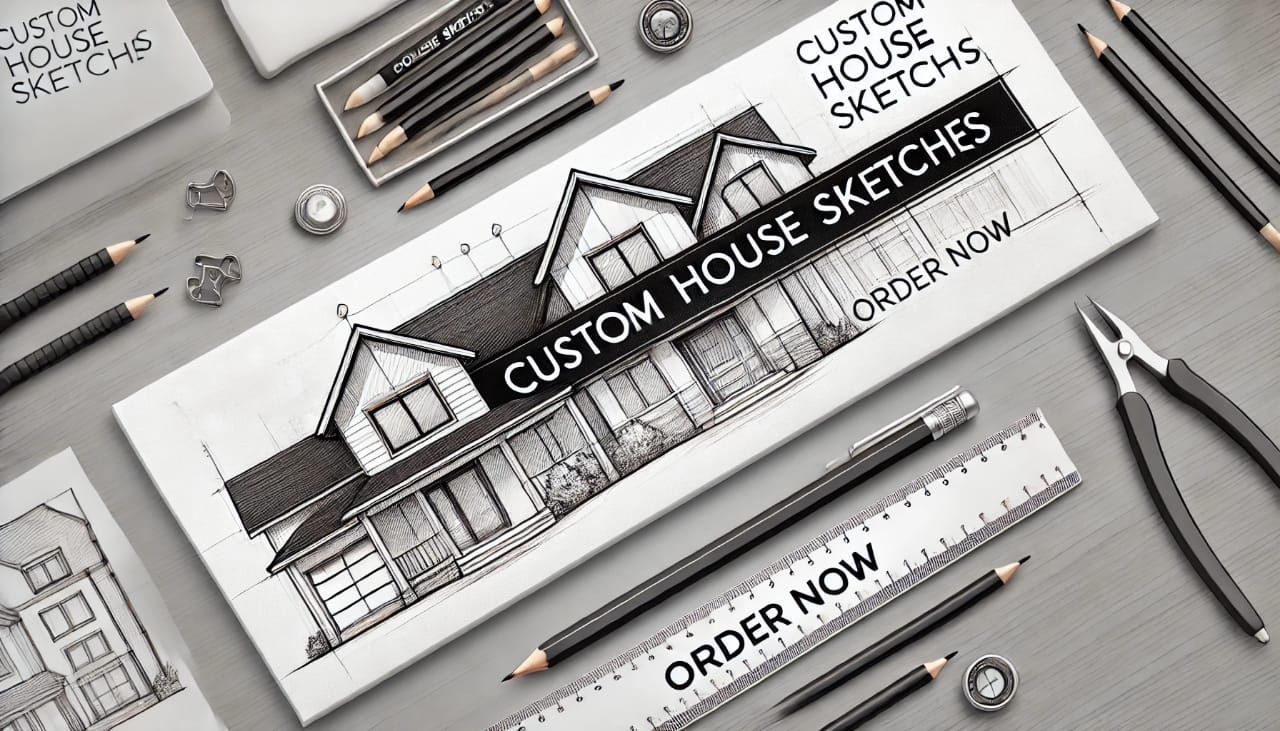 CUSTOM
HOUSE
SKETCHS
CUSTOM
HOUSE
SKETCHS
CUSTOM HOUSE SKETCHES
ORDER NOW
ORDER NOW